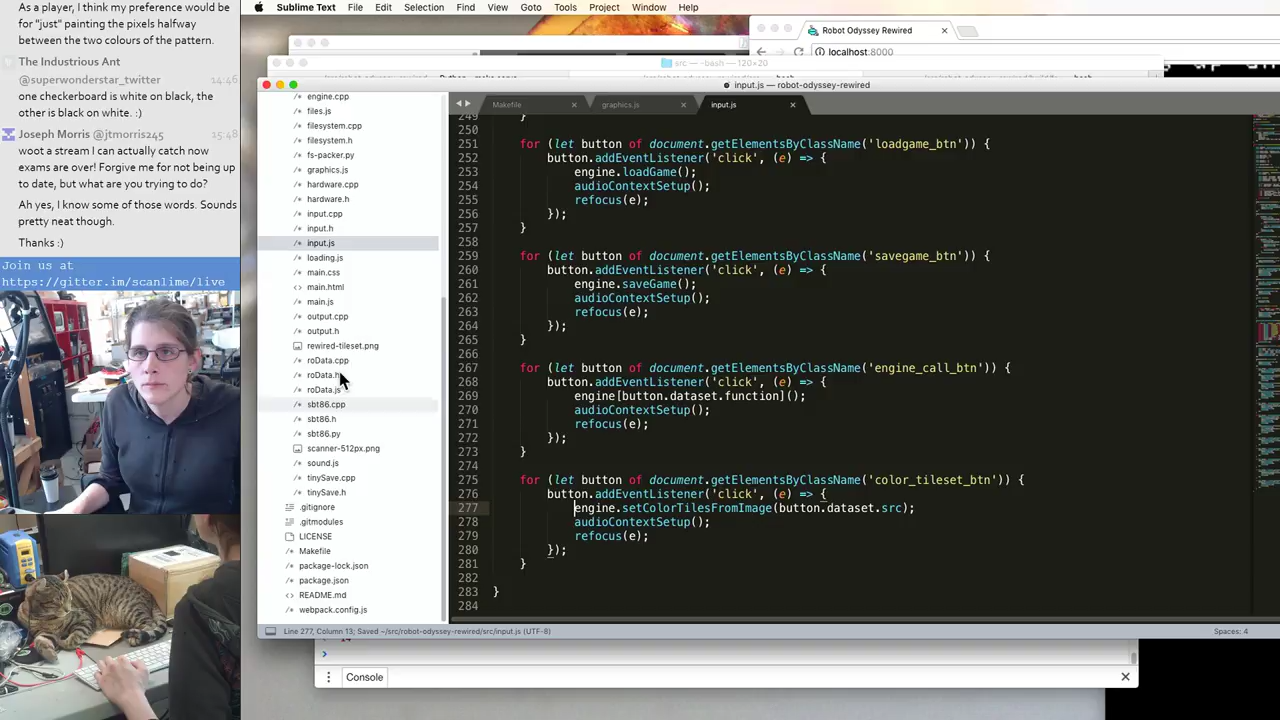 As a player, I think my preference would be
for "just" painting the pixels halfway
between the two colours of the pattern.
The Industrious Ant
@spywonderstar_twitter 14:46
one checkerboard is white on black, the
other is black on white. :)
Joseph Morris @jtmorris245 15:48
woot a stream I can actually catch now
exams are over! Forgive me for not being up
to date, but what are you trying to do?
Ah yes, I know some of those words. Sounds
pretty neat though.
Thanks :)
Join us at
https://gitter.im/scanlime/live
Sublime Text File Edit Selection Find View Goto Tools Project Window Help
Robot Odyssey Rewired
localhost:8000
src — -bash — 120×20
input.js — robot-odyssey-rewired
Makefile graphics.js input.js
engine.cpp
files.js
filesystem.cpp
filesystem.h
fs-packer.py
graphics.js
hardware.cpp
hardware.h
input.cpp
input.h
input.js
loading.js
main.css
main.html
main.js
output.cpp
output.h
rewired-tileset.png
roData.cpp
roData.h
roData.js
sbt86.cpp
sbt86.h
sbt86.py
scanner-512px.png
sound.js
tinySave.cpp
tinySave.h
.gitignore
.gitmodules
LICENSE
Makefile
package-lock.json
package.json
README.md
webpack.config.js
249 }
250
251 for (let button of document.getElementsByClassName('loadgame_btn')) {
252 button.addEventListener('click', (e) => {
253 engine.loadGame();
254 audioContextSetup();
255 refocus(e);
256 });
257 }
258
259 for (let button of document.getElementsByClassName('savegame_btn')) {
260 button.addEventListener('click', (e) => {
261 engine.saveGame();
262 audioContextSetup();
263 refocus(e);
264 });
265 }
266
267 for (let button of document.getElementsByClassName('engine_call_btn')) {
268 button.addEventListener('click', (e) => {
269 engine[button.dataset.function]();
270 audioContextSetup();
271 refocus(e);
272 });
273 }
274
275 for (let button of document.getElementsByClassName('color_tileset_btn')) {
276 button.addEventListener('click', (e) => {
277 engine.setColorTilesFromImage(button.dataset.src);
278 audioContextSetup();
279 refocus(e);
280 });
281 }
282
283 }
284
Line 277, Column 13; Saved ~/src/robot-odyssey-rewired/src/input.js (UTF-8) Spaces: 4
Console